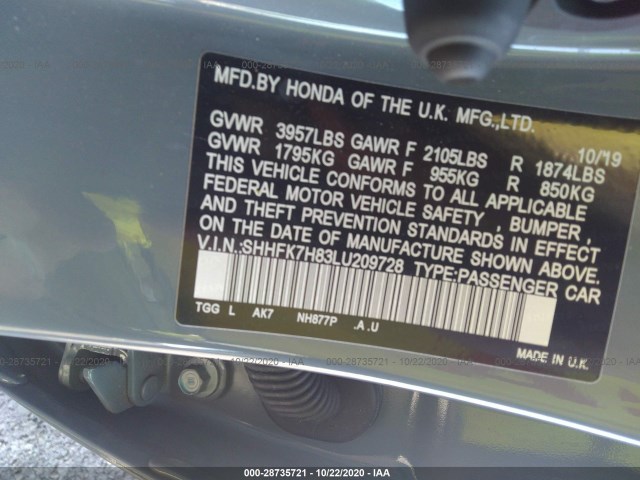 MFD.BY HONDA OF THE U.K. MFG.,LTD.
10/19
GVWR 3957LBS GAWR F 2105LBS R 1874LBS
GVWR 1795KG GAWR F 955KG R 850KG
THIS VEHICLE CONFORMS TO ALL APPLICABLE
FEDERAL MOTOR VEHICLE SAFETY , BUMPER ,
AND THEFT PREVENTION STANDARDS IN EFFECT
ON THE DATE OF MANUFACTURE SHOWN ABOVE.
V.I.N.:SHHFK7H83LU209728 TYPE:PASSENGER CAR
TGG L AK7 NH877P .A.U
MADE IN U.K.
000-28735721 - 10/22/2020 - IAA